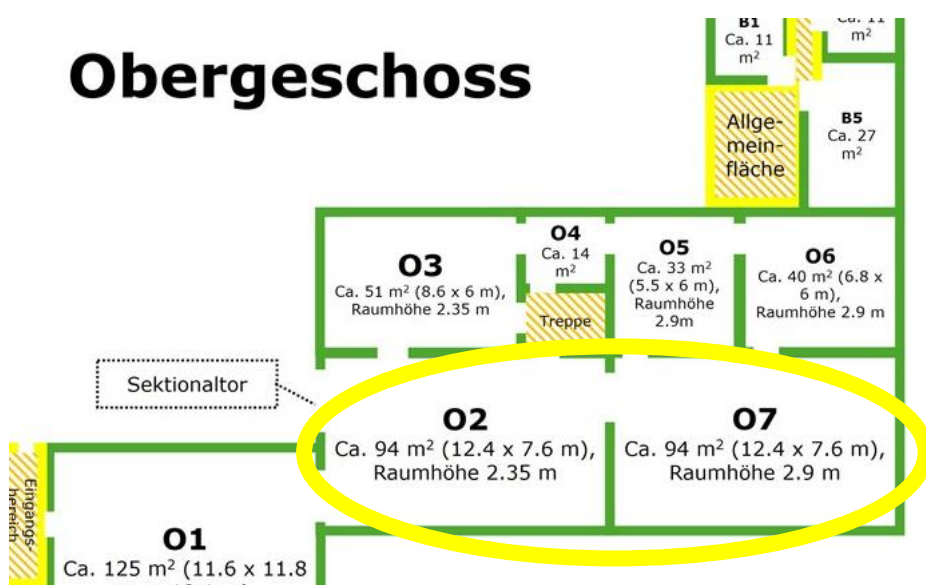 Obergeschoss
B1
Ca. 11
m²
Ca. 11
m²
Allge-
mein-
fläche
B5
Ca. 27
m²
O3
Ca. 51 m² (8.6 x 6 m),
Raumhöhe 2.35 m
O4
Ca. 14
m²
Treppe
O5
Ca. 33 m²
(5.5 x 6 m),
Raumhöhe
2.9m
O6
Ca. 40 m² (6.8 x
6 m),
Raumhöhe 2.9 m
Sektionaltor
O2
Ca. 94 m² (12.4 x 7.6 m),
Raumhöhe 2.35 m
O7
Ca. 94 m² (12.4 x 7.6 m),
Raumhöhe 2.9 m
Eingangs-
bereich
O1
Ca. 125 m² (11.6 x 11.8